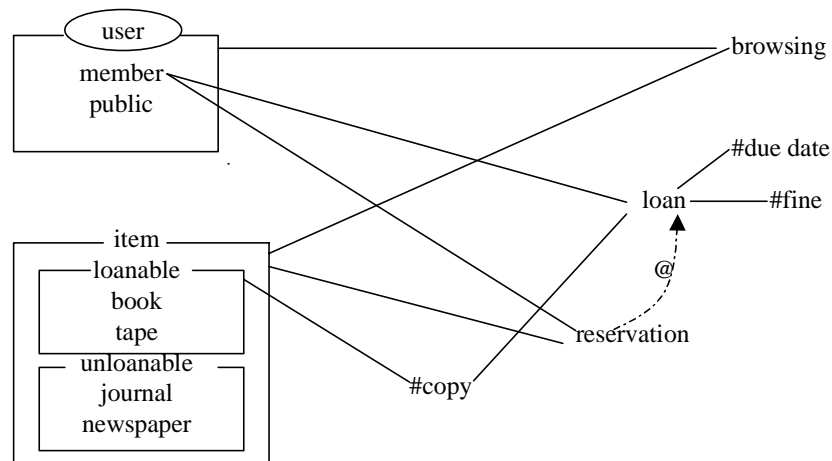 user
member
public
browsing
#due date
loan
#fine
@
reservation
item
loanable
book
tape
unloanable
journal
newspaper
#copy